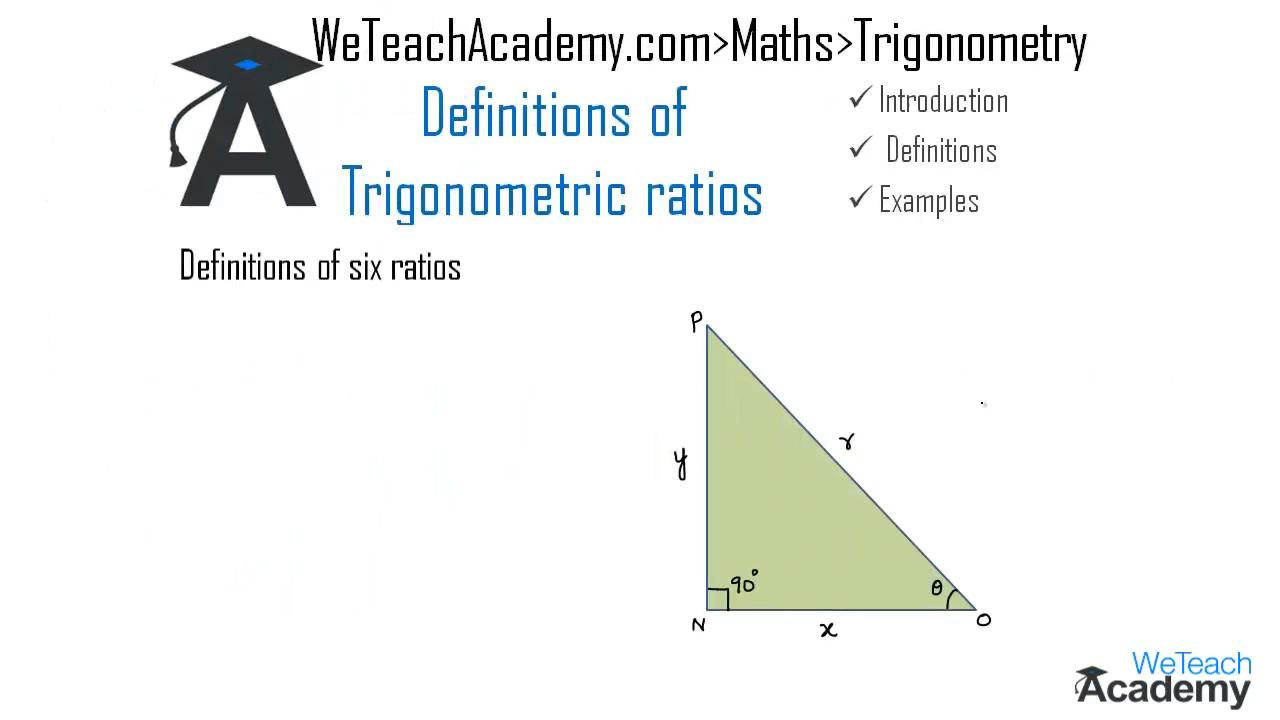 WeTeachAcademy.com>Maths>Trigonometry
Definitions of
Trigonometric ratios
✓ Introduction
✓ Definitions
✓ Examples
Definitions of six ratios
P
y
r
90°
θ
N
x
O
WeTeach
Academy